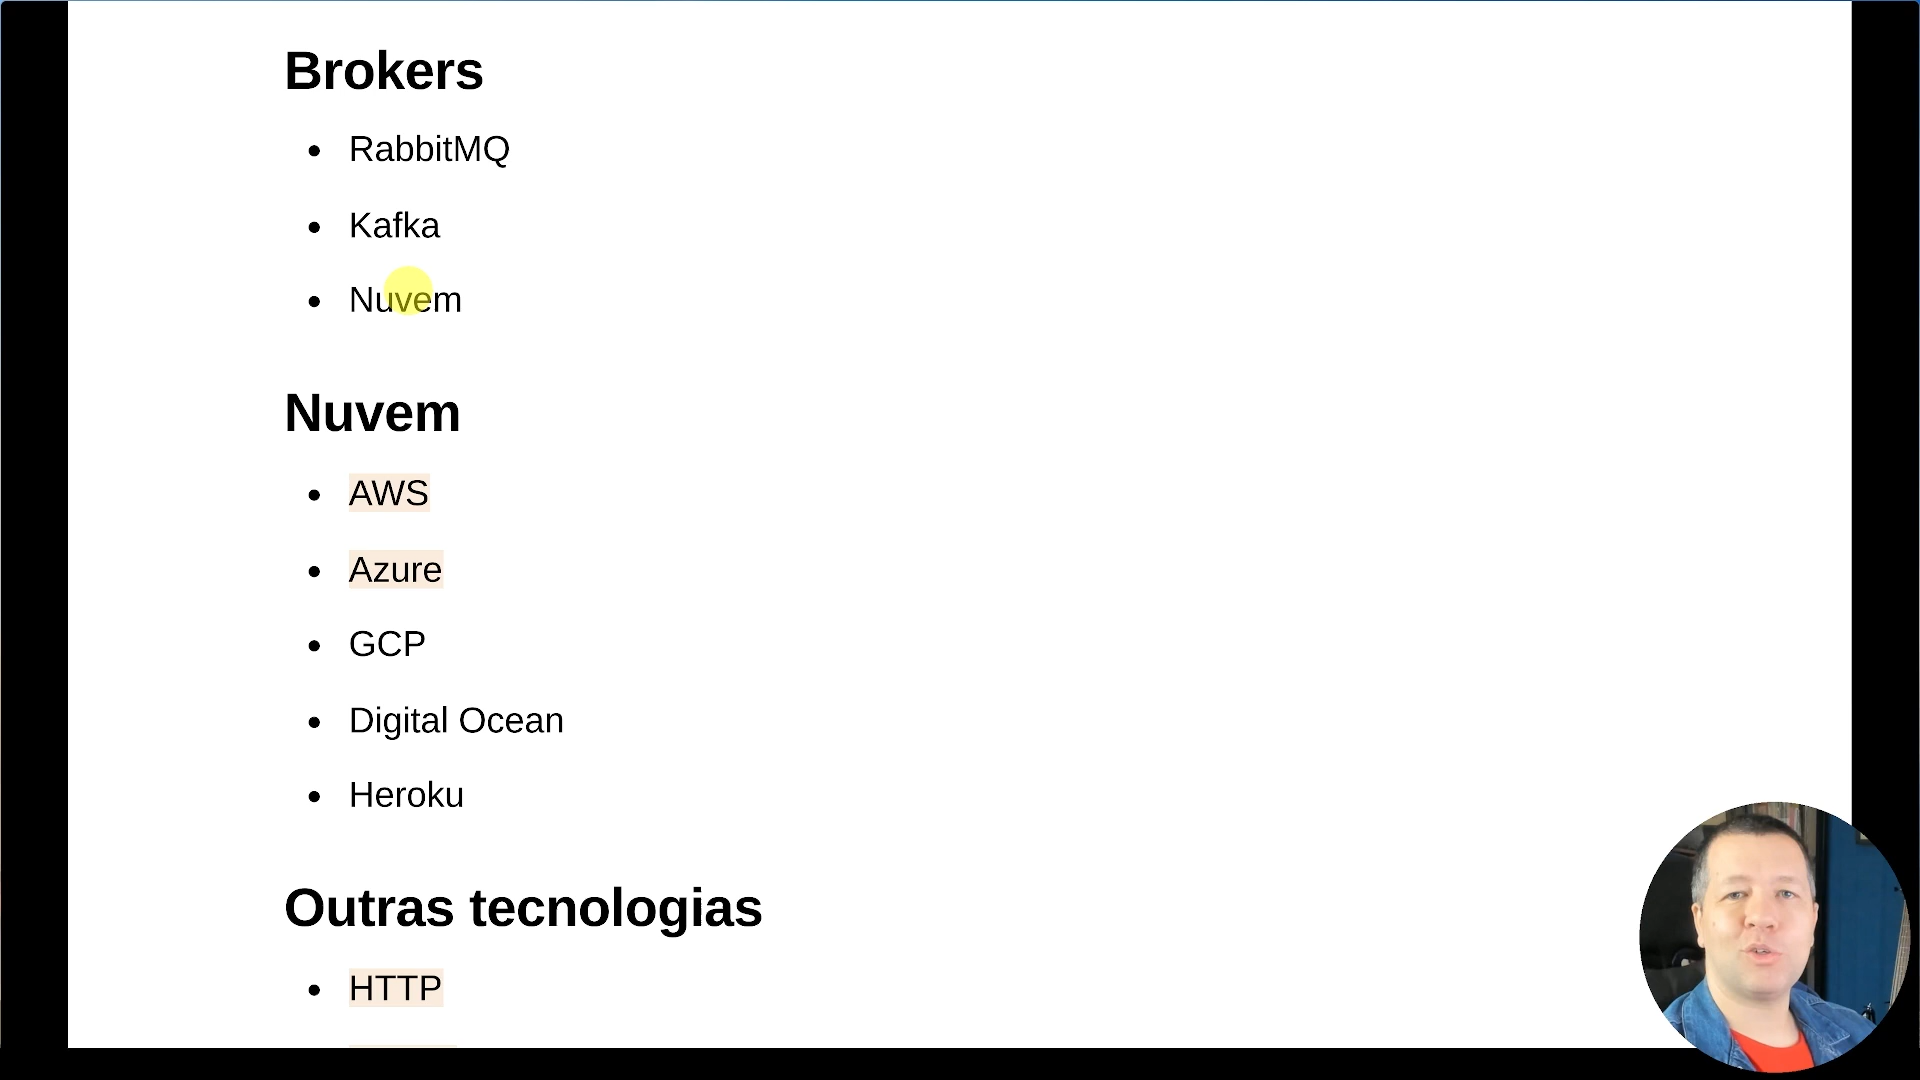 Brokers
RabbitMQ
Kafka
Nuvem
Nuvem
AWS
Azure
GCP
Digital Ocean
Heroku
Outras tecnologias
HTTP